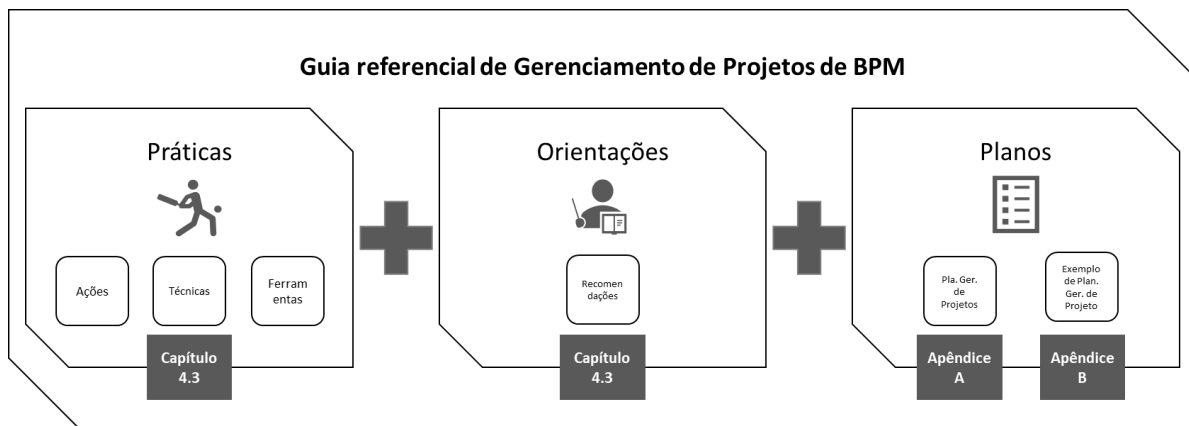 Guia referencial de Gerenciamento de Projetos de BPM
Práticas
Ações
Técnicas
Ferram
entas
Capítulo
4.3
Orientações
Recomen
dações
Capítulo
4.3
Planos
Pla. Ger.
de
Projetos
Apêndice
A
Exemplo
de Plan.
Ger. de
Projeto
Apêndice
B